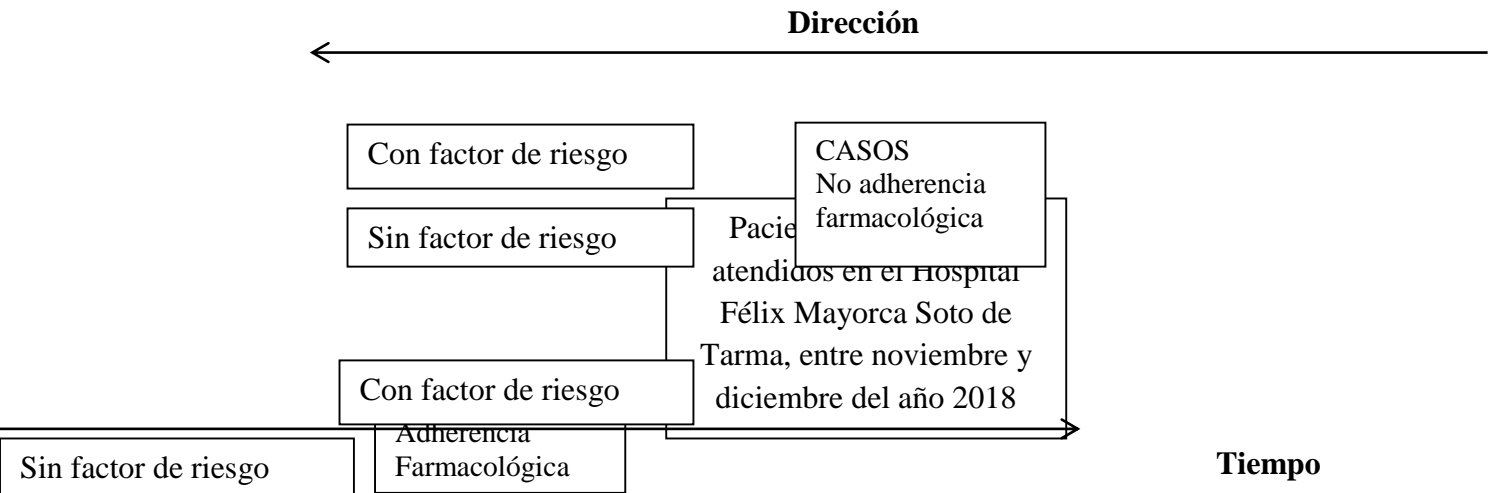 Dirección
Con factor de riesgo
CASOS
No adherencia
farmacológica
Sin factor de riesgo
atendidos en el Hospital
Félix Mayorca Soto de
Tarma, entre noviembre y
diciembre del año 2018
Con factor de riesgo
Adherencia
Farmacológica
Sin factor de riesgo
Tiempo